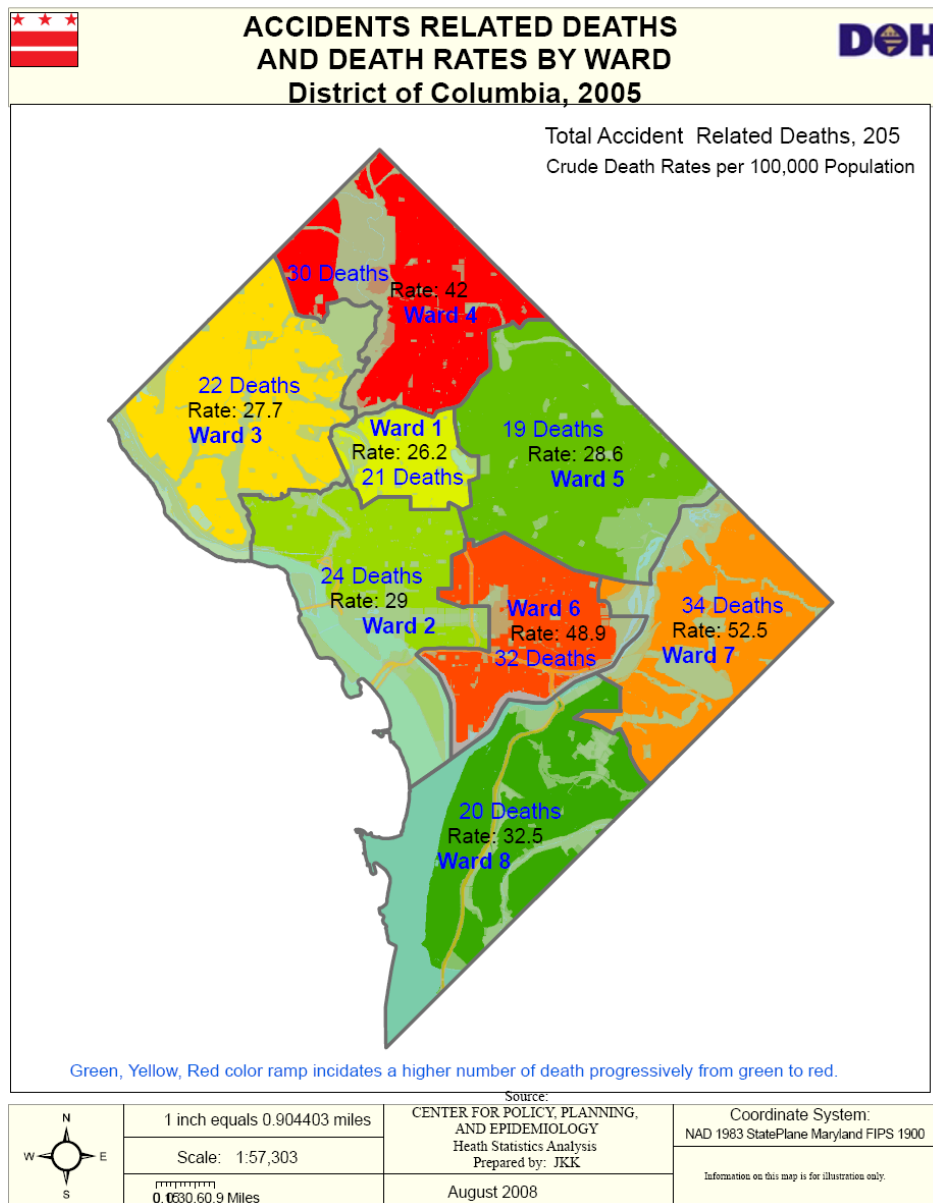 ACCIDENTS RELATED DEATHS
AND DEATH RATES BY WARD
District of Columbia, 2005
DOH
Total Accident Related Deaths, 205
Crude Death Rates per 100,000 Population
30 Deaths
Rate: 42
Ward 4
22 Deaths
Rate: 27.7
Ward 3
Ward 1
Rate: 26.2
21 Deaths
19 Deaths
Rate: 28.6
Ward 5
24 Deaths
Rate: 29
Ward 2
Ward 6
Rate: 48.9
32 Deaths
34 Deaths
Rate: 52.5
Ward 7
20 Deaths
Rate: 32.5
Ward 8
Green, Yellow, Red color ramp incidates a higher number of death progressively from green to red.
N
W
E
S
1 inch equals 0.904403 miles
Scale: 1:57,303
Miles
Source:
CENTER FOR POLICY, PLANNING,
AND EPIDEMIOLOGY
Heath Statistics Analysis
Prepared by: JKK
August 2008
Coordinate System:
NAD 1983 StatePlane Maryland FIPS 1900
Information on this map is for illustration only.